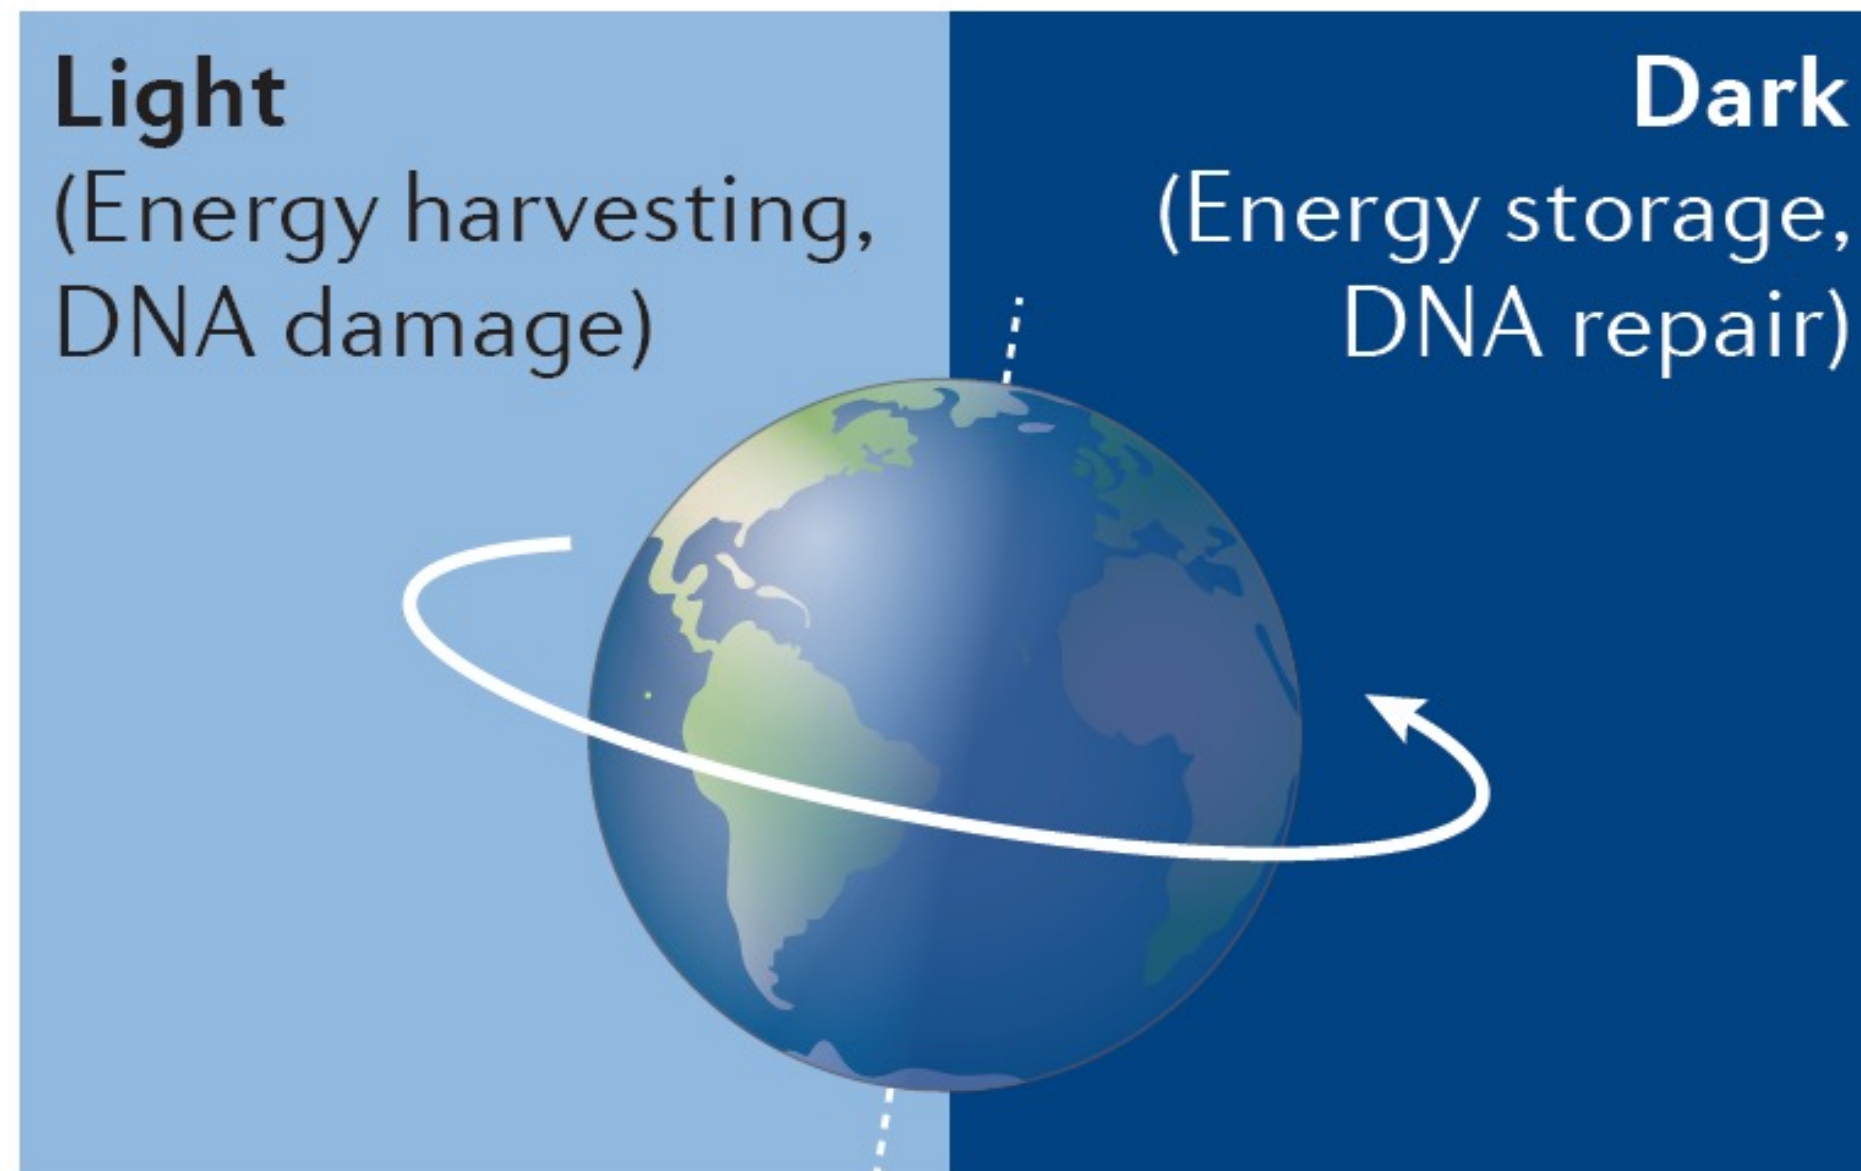 Light
(Energy harvesting,
DNA damage)
Dark
(Energy storage,
DNA repair)